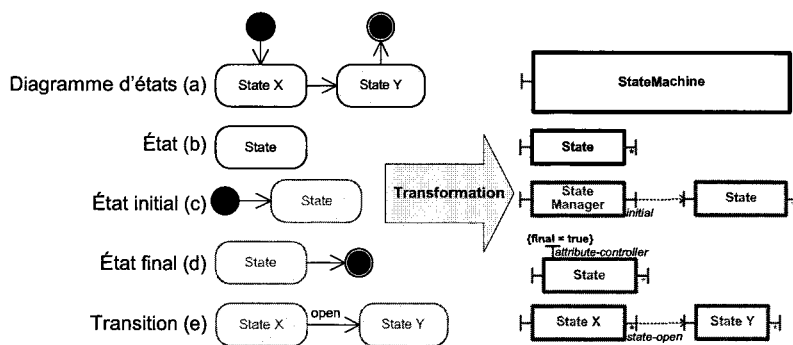 Diagramme d'états (a)
State X
State Y
StateMachine
État (b)
State
State
*
Transformation
État initial (c)
State
State Manager
initial
State
État final (d)
State
{final = true}
attribute-controller
State
Transition (e)
State X
open
State Y
State X
*
state-open
State Y